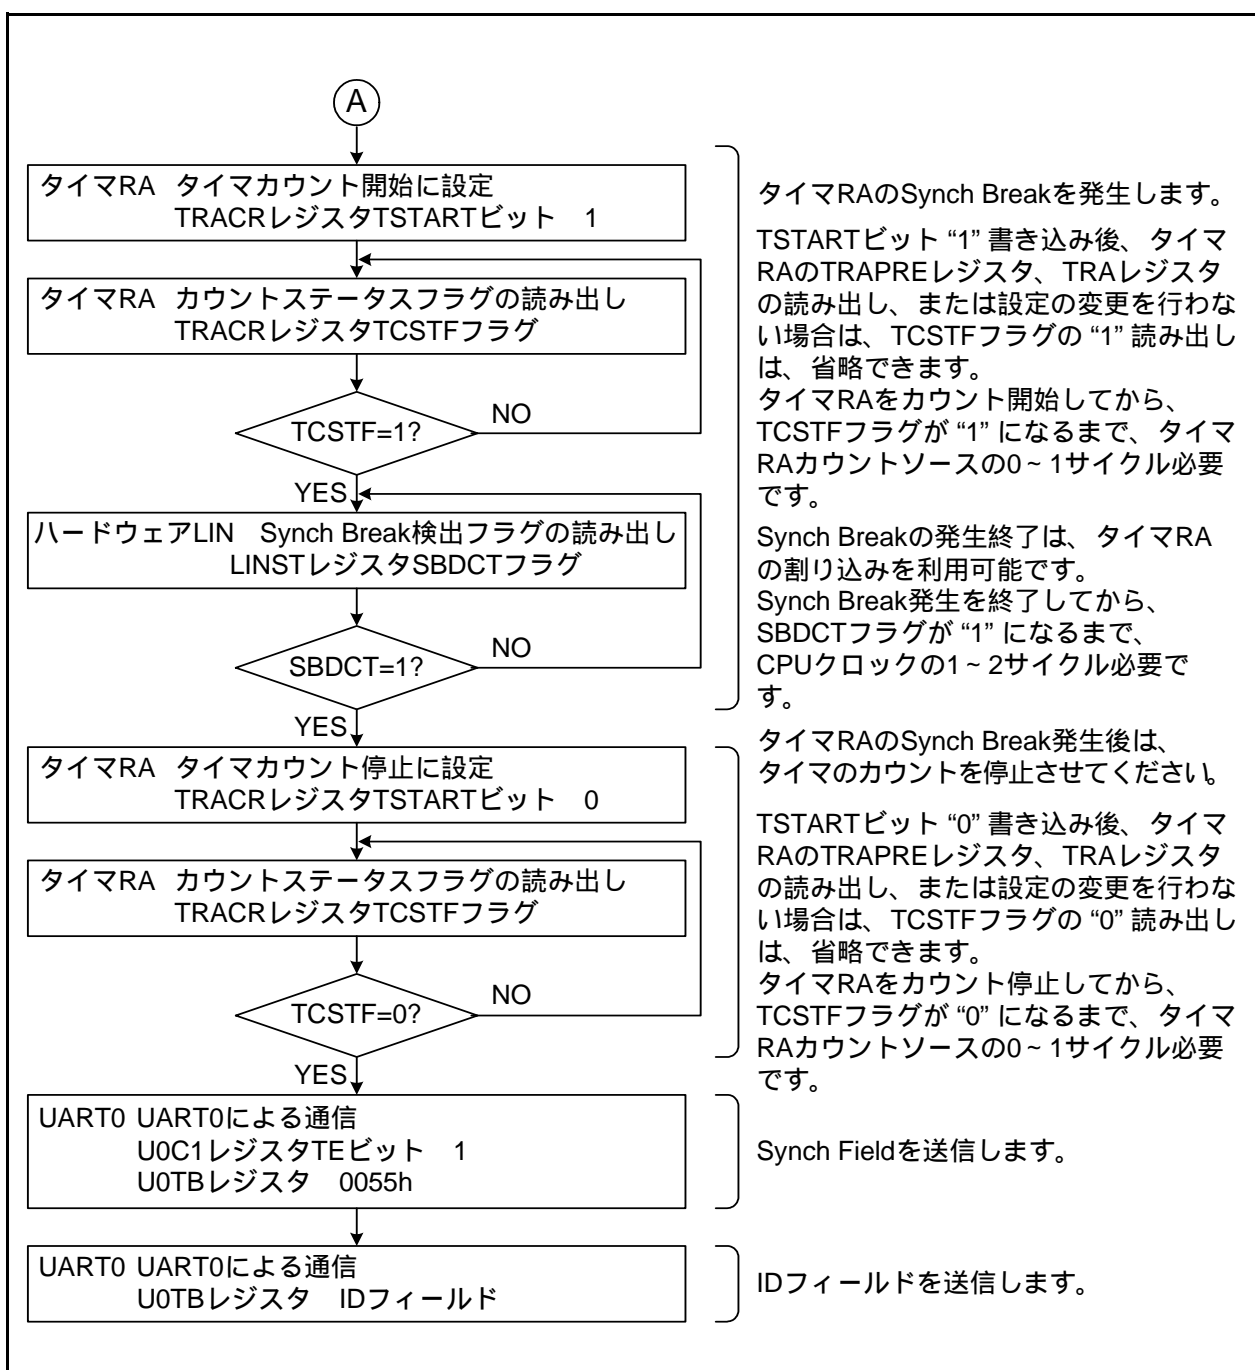 A
タイマRA タイマカウント開始に設定
TRACRレジスタTSTARTビット 1
タイマRA カウントステータスフラグの読み出し
TRACRレジスタTCSTFフラグ
TCSTF=1?
NO
YES
ハードウェアLIN Synch Break検出フラグの読み出し
LINSTレジスタSBDCTフラグ
SBDCT=1?
NO
YES
タイマRAのSynch Breakを発生します。
TSTARTビット “1” 書き込み後、タイマ
RAのTRAPREレジスタ、TRAレジスタ
の読み出し、または設定の変更を行わな
い場合は、TCSTFフラグの “1” 読み出し
は、省略できます。
タイマRAをカウント開始してから、
TCSTFフラグが “1” になるまで、タイマ
RAカウントソースの0~1サイクル必要
です。
Synch Breakの発生終了は、タイマRA
の割り込みを利用可能です。
Synch Break発生を終了してから、
SBDCTフラグが “1” になるまで、
CPUクロックの1~2サイクル必要で
す。
タイマRA タイマカウント停止に設定
TRACRレジスタTSTARTビット 0
タイマRA カウントステータスフラグの読み出し
TRACRレジスタTCSTFフラグ
TCSTF=0?
NO
YES
タイマRAのSynch Break発生後は、
タイマのカウントを停止させてください。
TSTARTビット “0” 書き込み後、タイマ
RAのTRAPREレジスタ、TRAレジスタ
の読み出し、または設定の変更を行わな
い場合は、TCSTFフラグの “0” 読み出し
は、省略できます。
タイマRAをカウント停止してから、
TCSTFフラグが “0” になるまで、タイマ
RAカウントソースの0~1サイクル必要
です。
UART0 UART0による通信
U0C1レジスタTEビット 1
U0TBレジスタ 0055h
Synch Fieldを送信します。
UART0 UART0による通信
U0TBレジスタ IDフィールド
IDフィールドを送信します。